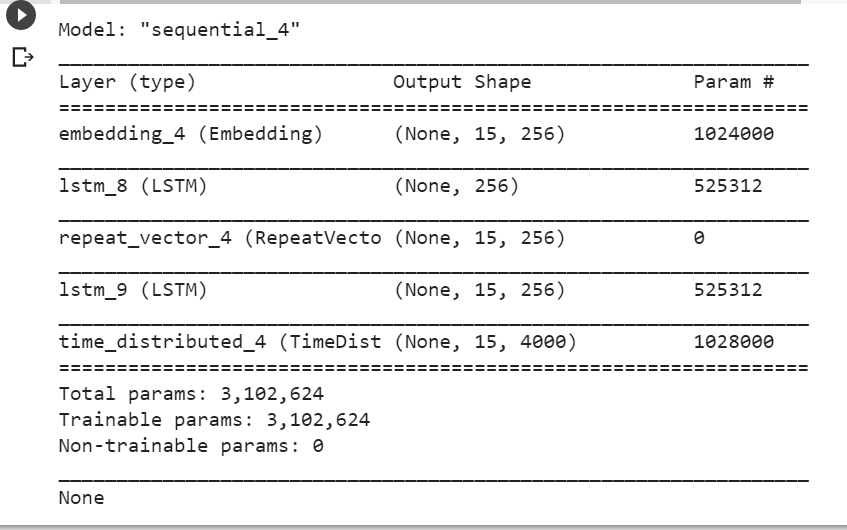 Model: "sequential_4"
Layer (type) Output Shape Param #
embedding_4 (Embedding) (None, 15, 256) 1024000
lstm_8 (LSTM) (None, 256) 525312
repeat_vector_4 (RepeatVecto (None, 15, 256) 0
lstm_9 (LSTM) (None, 15, 256) 525312
time_distributed_4 (TimeDist (None, 15, 4000) 1028000
Total params: 3,102,624
Trainable params: 3,102,624
Non-trainable params: 0
None